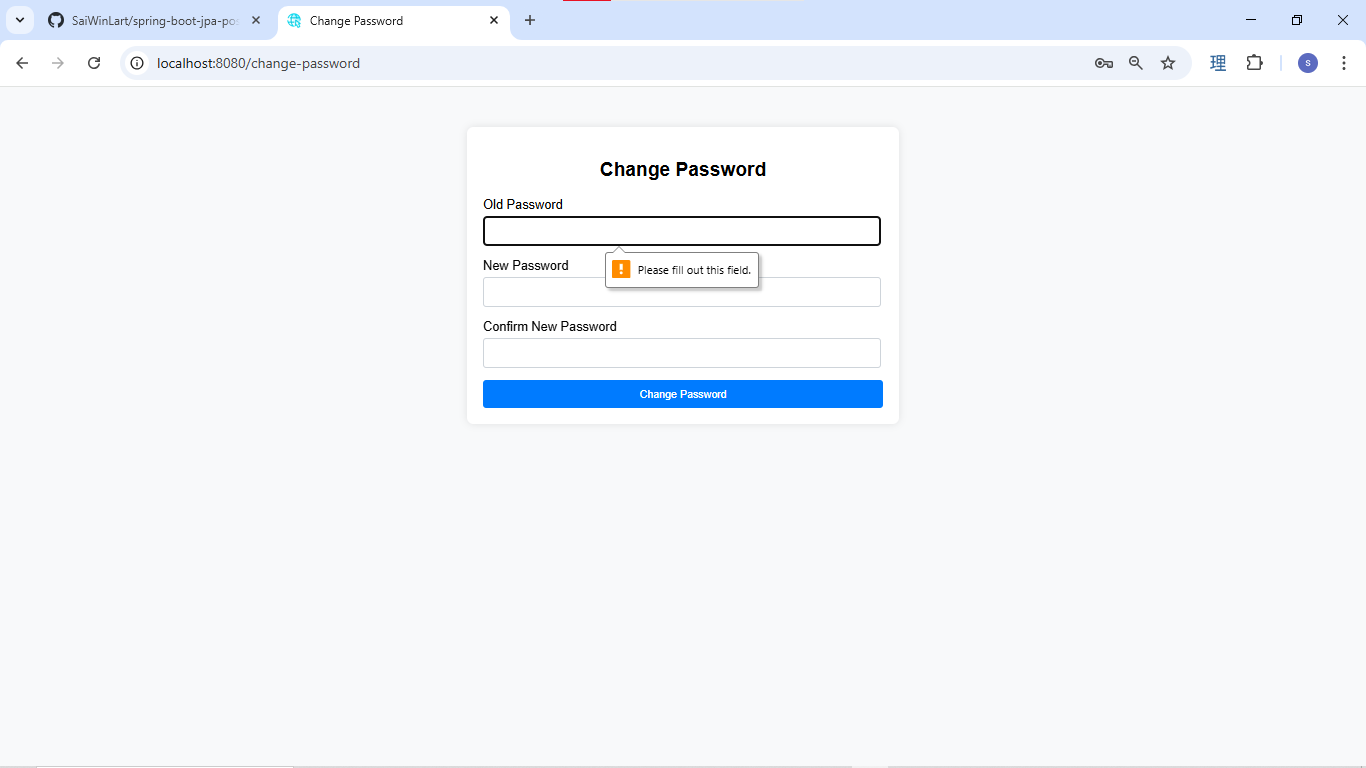 SaiWinLart/spring-boot-jpa-pos
Change Password
localhost:8080/change-password
理
S
Change Password
Old Password
Please fill out this field.
New Password
Confirm New Password
Change Password